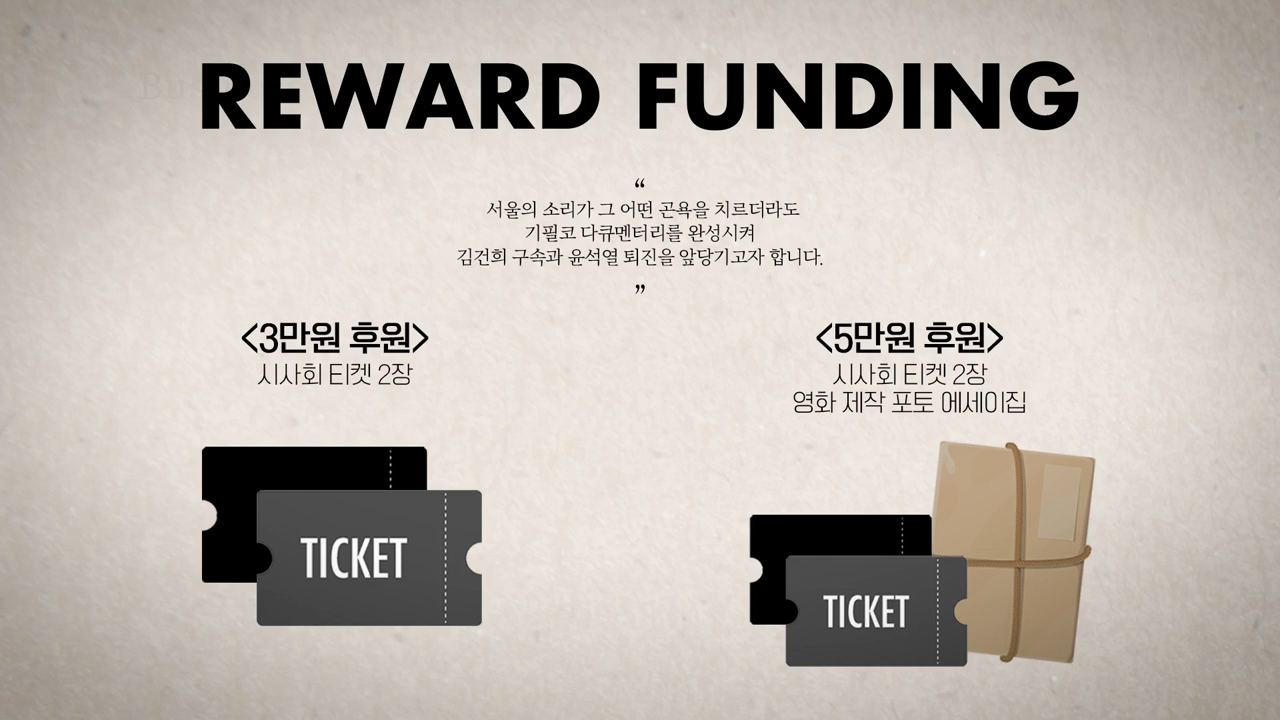 REWARD FUNDING
“
서울의 소리가 그 어떤 곤욕을 치르더라도
기필코 다큐멘터리를 완성시켜
김건희 구속과 윤석열 퇴진을 앞당기고자 합니다.
”
<3만원 후원>
시사회 티켓 2장
<5만원 후원>
시사회 티켓 2장
영화 제작 포토 에세이집
TICKET
TICKET